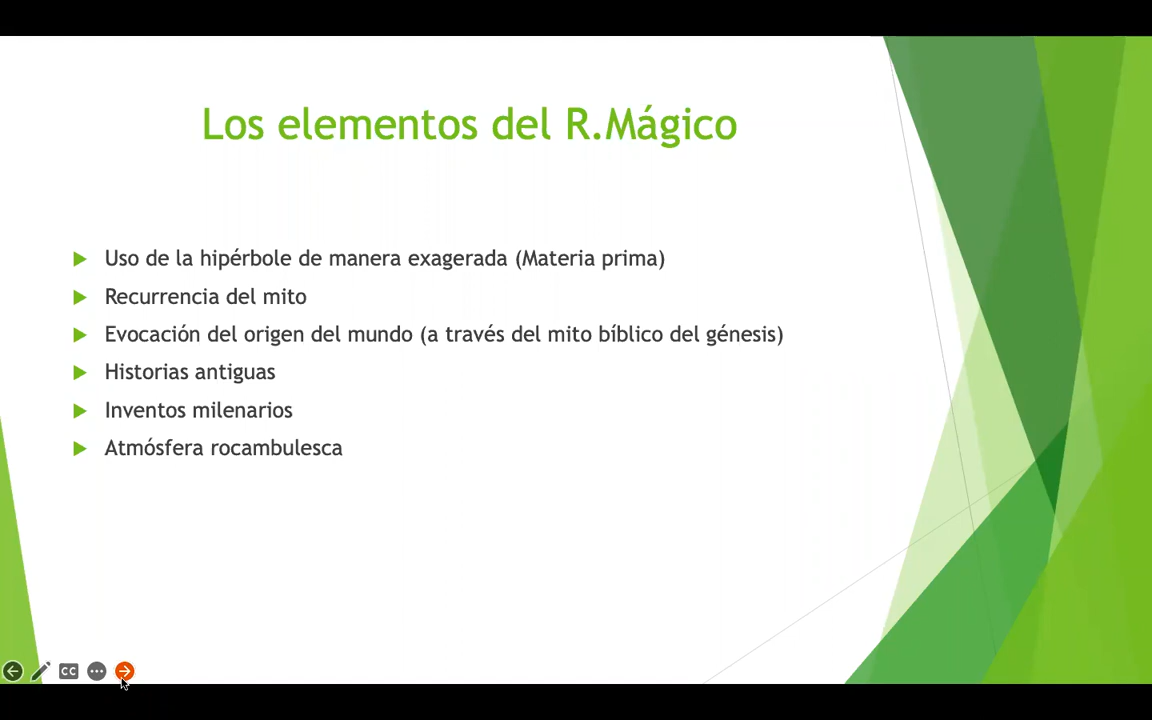 Los elementos del R.Mágico
Uso de la hipérbole de manera exagerada (Materia prima)
Recurrencia del mito
Evocación del origen del mundo (a través del mito bíblico del génesis)
Historias antiguas
Inventos milenarios
Atmósfera rocambulesca
CC